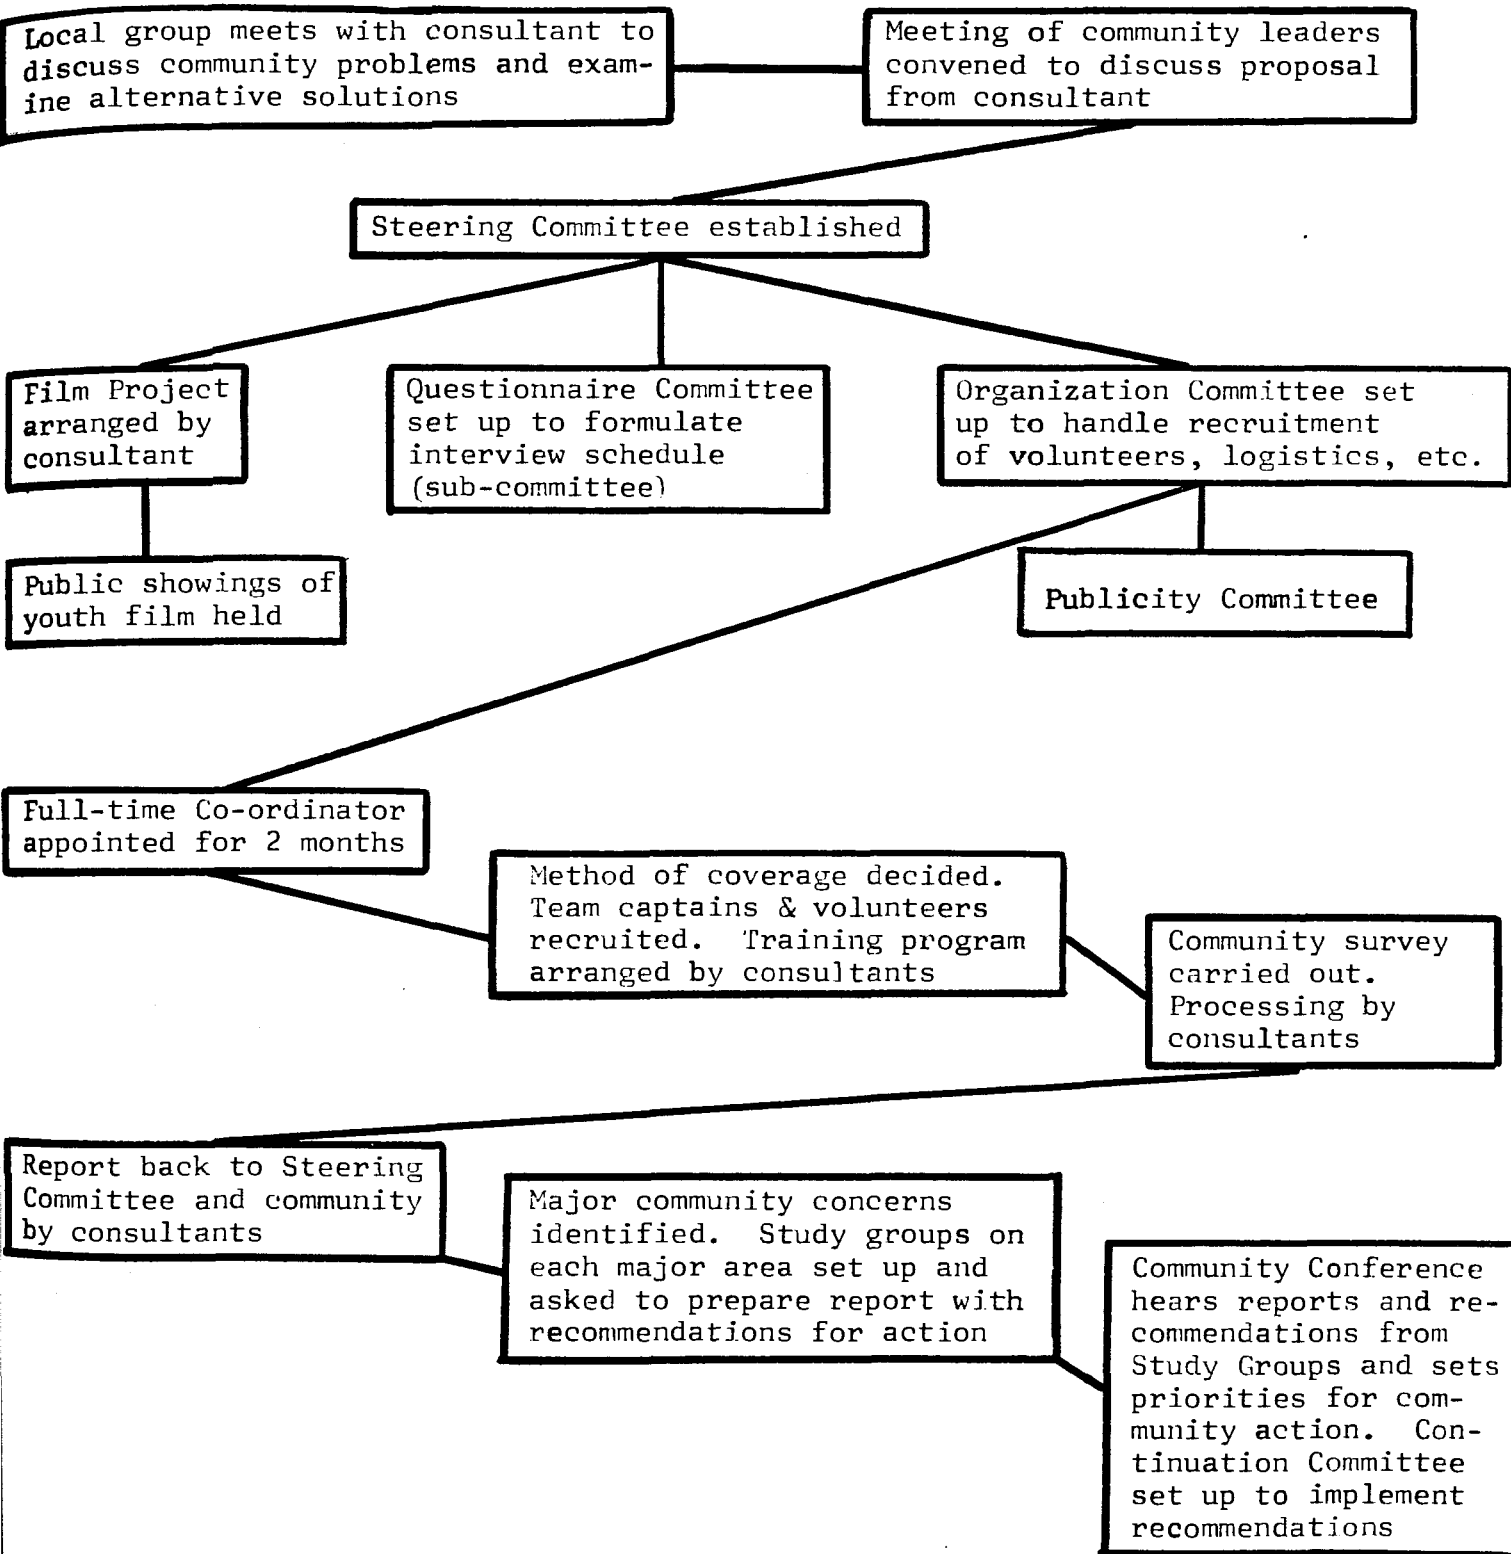 Local group meets with consultant to
discuss community problems and exam-
ine alternative solutions
Meeting of community leaders
convened to discuss proposal
from consultant
Steering Committee established
Film Project
arranged by
consultant
Questionnaire Committee
set up to formulate
interview schedule
(sub-committee)
Organization Committee set
up to handle recruitment
of volunteers, logistics, etc.
Public showings of
youth film held
Publicity Committee
Full-time Co-ordinator
appointed for 2 months
Method of coverage decided.
Team captains & volunteers
recruited. Training program
arranged by consultants
Community survey
carried out.
Processing by
consultants
Report back to Steering
Committee and community
by consultants
Major community concerns
identified. Study groups on
each major area set up and
asked to prepare report with
recommendations for action
Community Conference
hears reports and re-
commendations from
Study Groups and sets
priorities for com-
munity action. Con-
tinuation Committee
set up to implement
recommendations